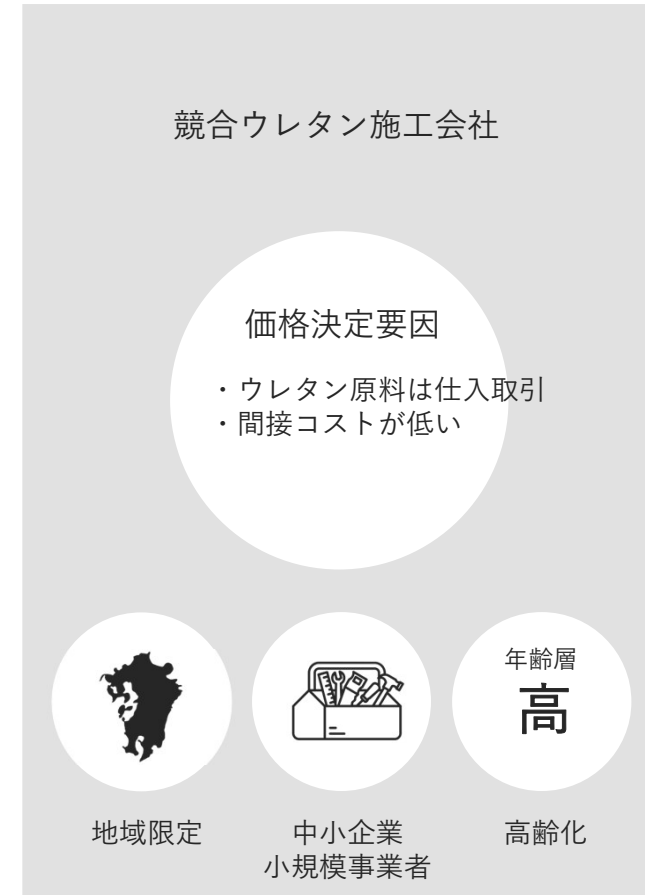 競合ウレタン施工会社
価格決定要因
・ウレタン原料は仕入取引
・間接コストが低い
年齢層
高
地域限定
中小企業
小規模事業者
高齢化